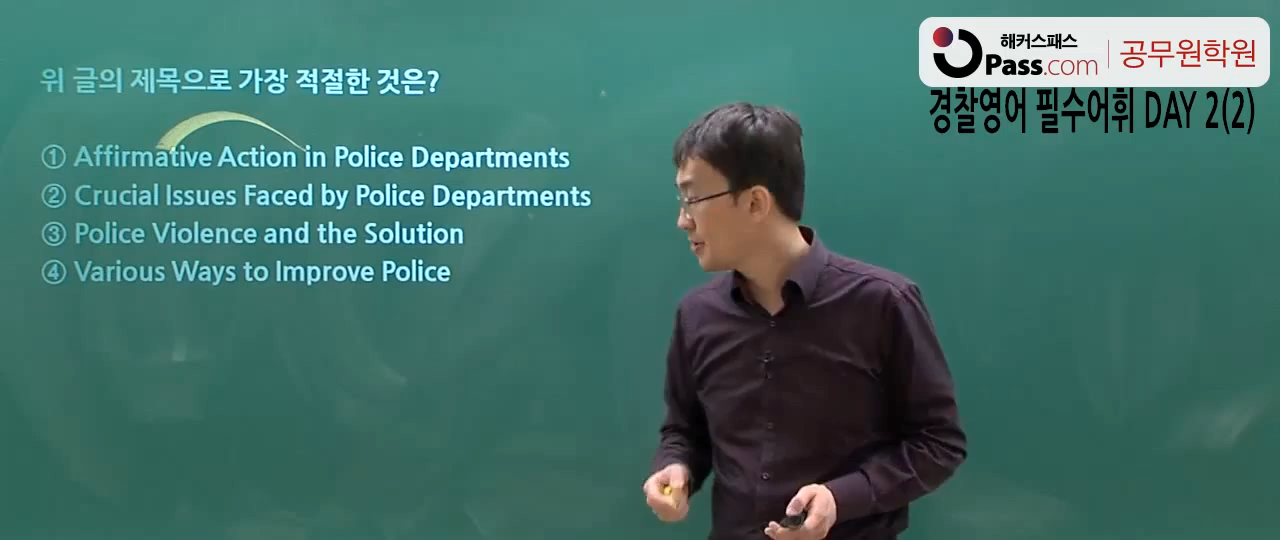 해커스패스
Pass.com
공무원학원
경찰영어 필수어휘 DAY 2(2)
위 글의 제목으로 가장 적절한 것은?
① Affirmative Action in Police Departments
② Crucial Issues Faced by Police Departments
③ Police Violence and the Solution
④ Various Ways to Improve Police